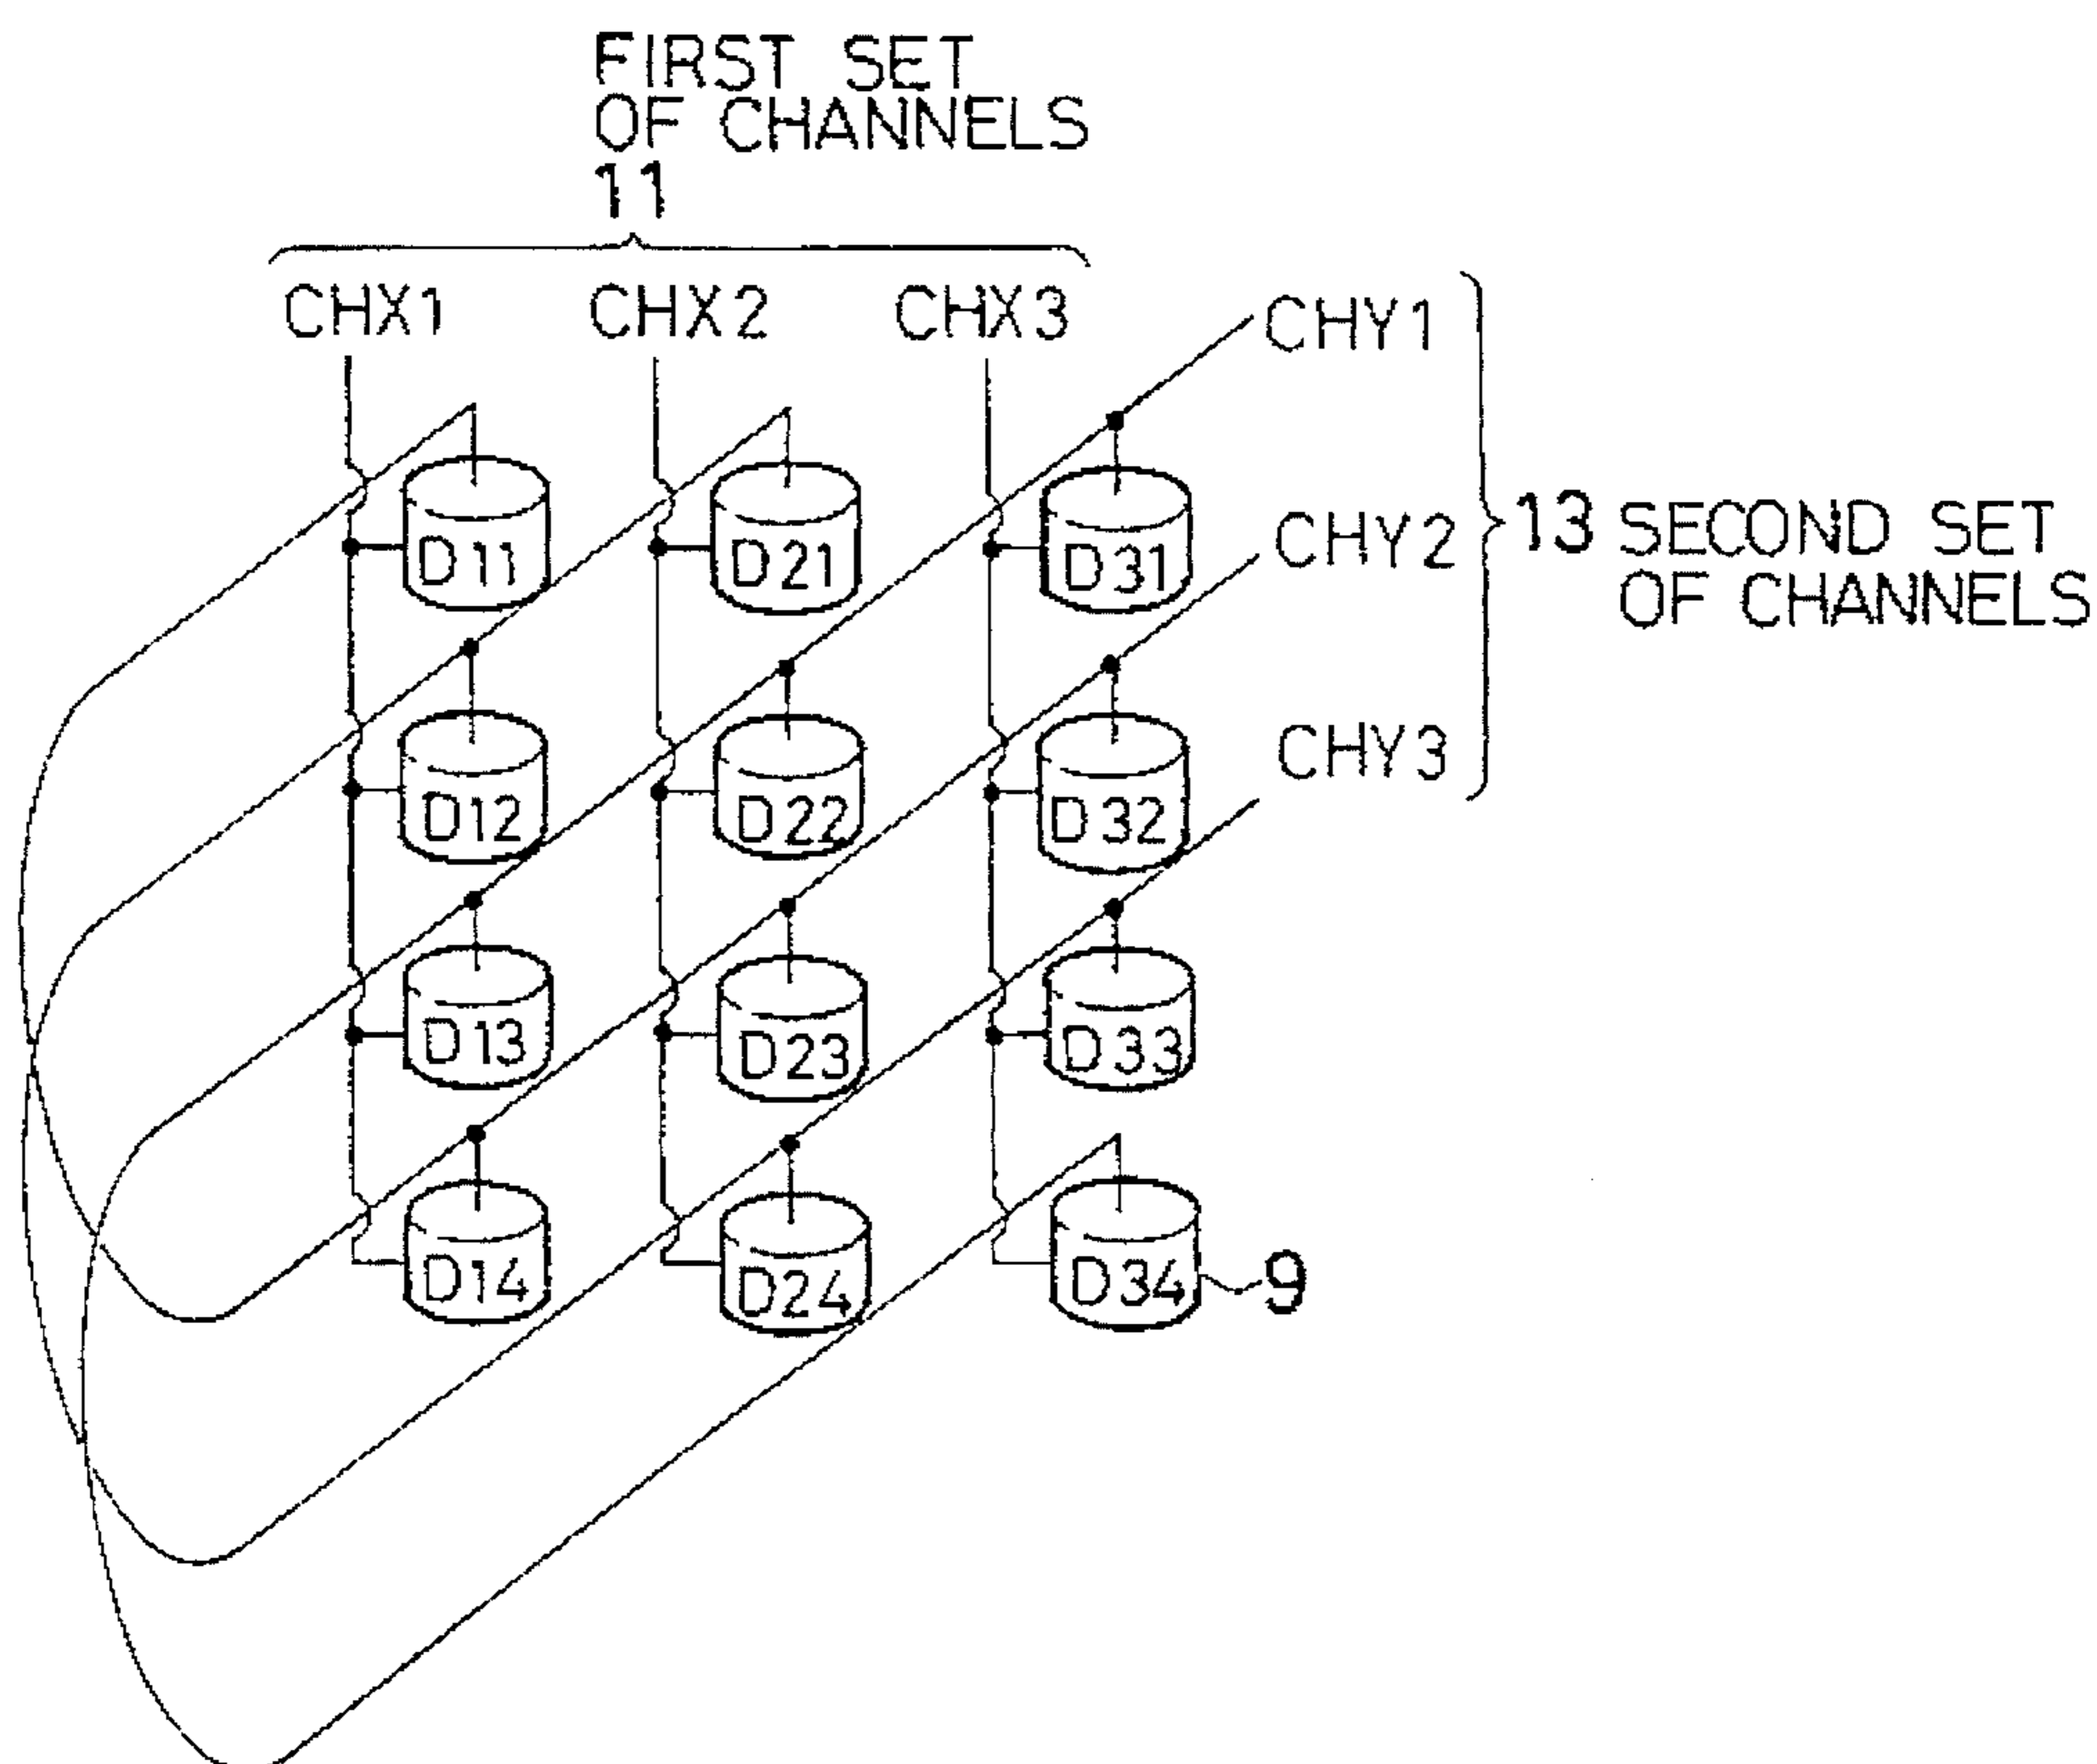 FIRST SET
OF CHANNELS
11
CHX1 CHX2 CHX3
CHY1
CHY2
CHY3
13 SECOND SET
OF CHANNELS
D11 D21 D31
D12 D22 D32
D13 D23 D33
D14 D24 D34
9